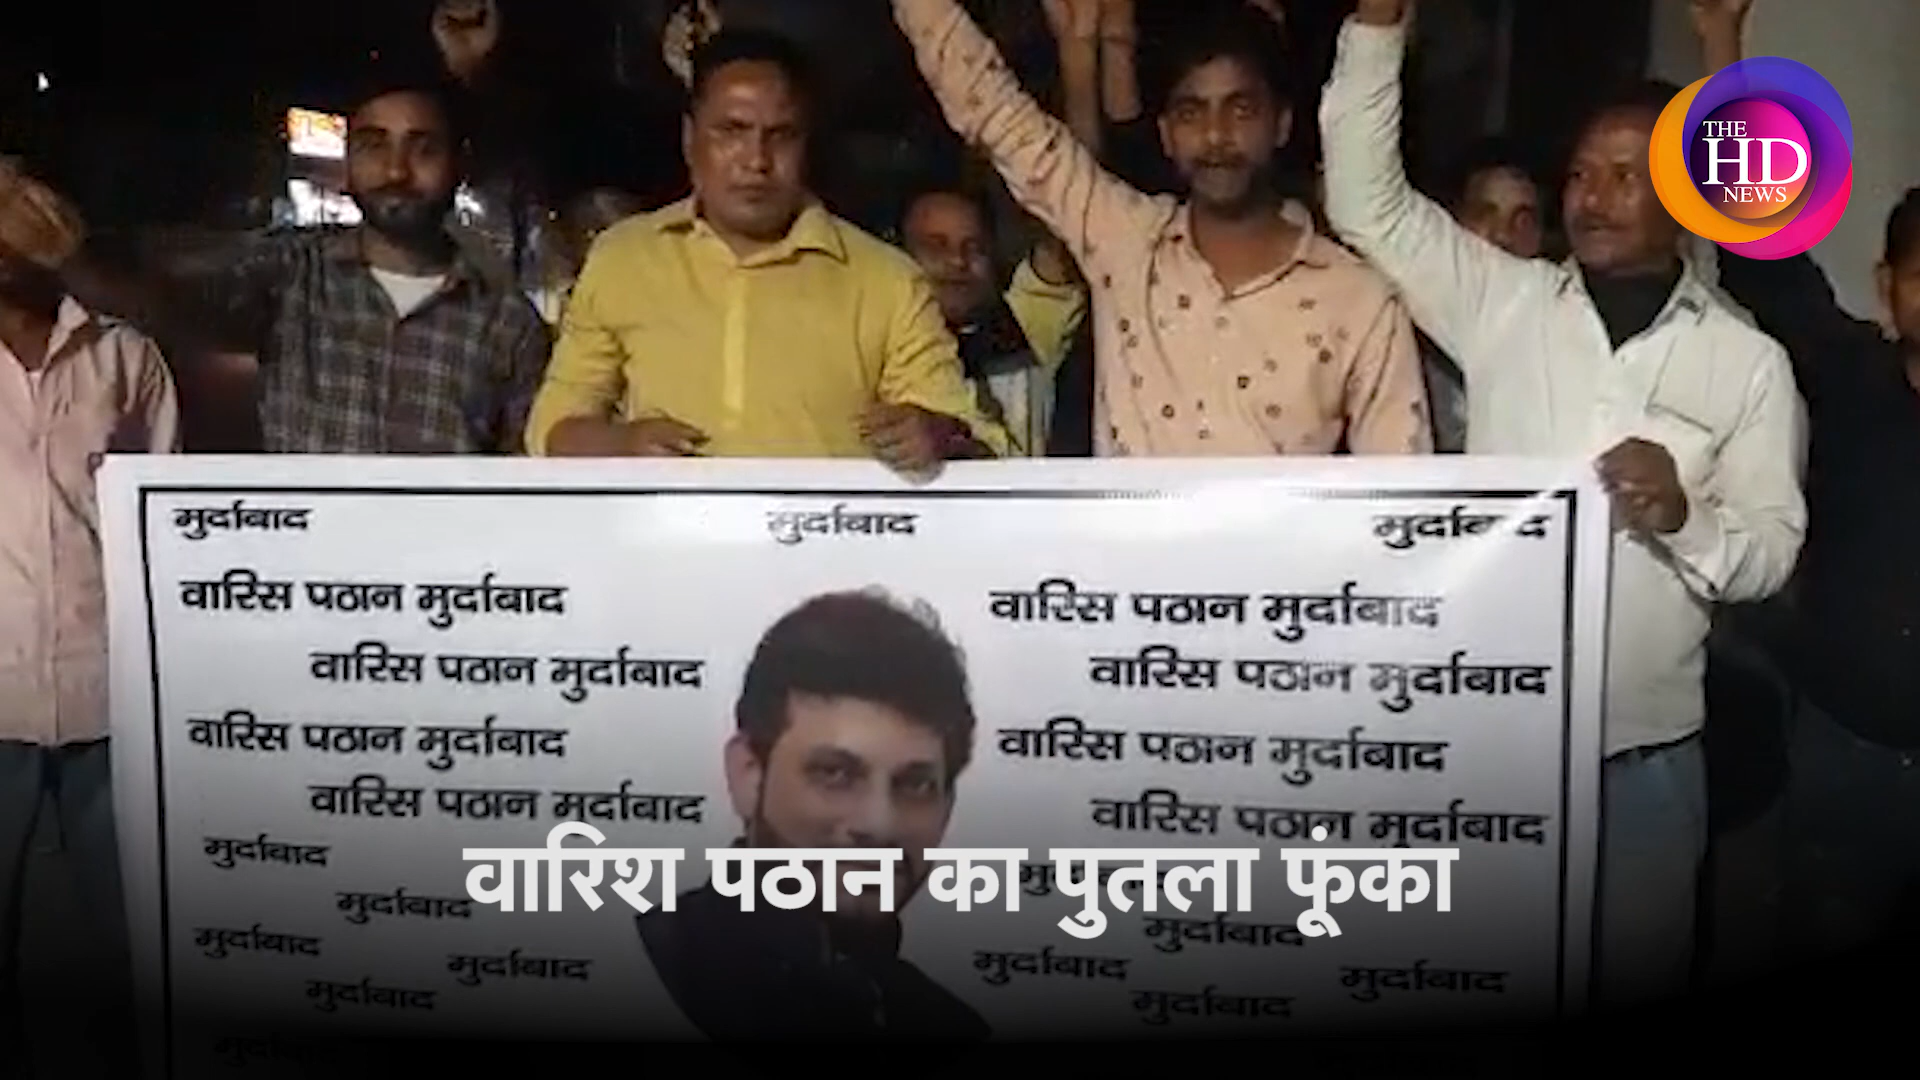 THE
HD
NEWS
मुर्दाबाद मुर्दाबाद मुर्दाबाद
वारिस पठान मुर्दाबाद वारिस पठान मुर्दाबाद
वारिस पठान मुर्दाबाद वारिस पठान मुर्दाबाद
वारिस पठान मुर्दाबाद वारिस पठान मुर्दाबाद
वारिस पठान मुर्दाबाद वारिस पठान मुर्दाबाद
मुर्दाबाद
वारिश पठान का पुतला फूंका
मुर्दाबाद मुर्दाबाद
मुर्दाबाद मुर्दाबाद मुर्दाबाद मुर्दाबाद
मुर्दाबाद मुर्दाबाद